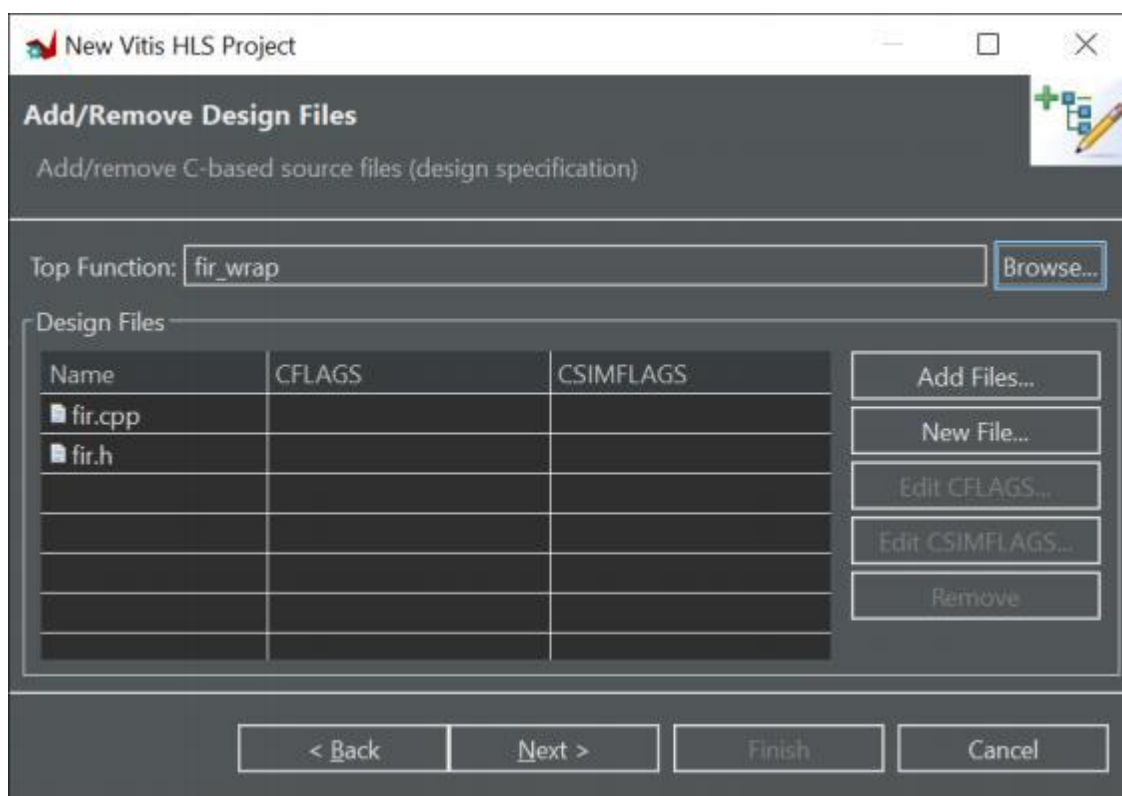 New Vitis HLS Project
Add/Remove Design Files
Add/remove C-based source files (design specification)
Top Function: fir_wrap Browse...
Design Files
Name CFLAGS CSIMFLAGS Add Files...
fir.cpp
New File...
fir.h
Edit CFLAGS...
Edit CSIMFLAGS...
Remove
< Back Next > Finish Cancel